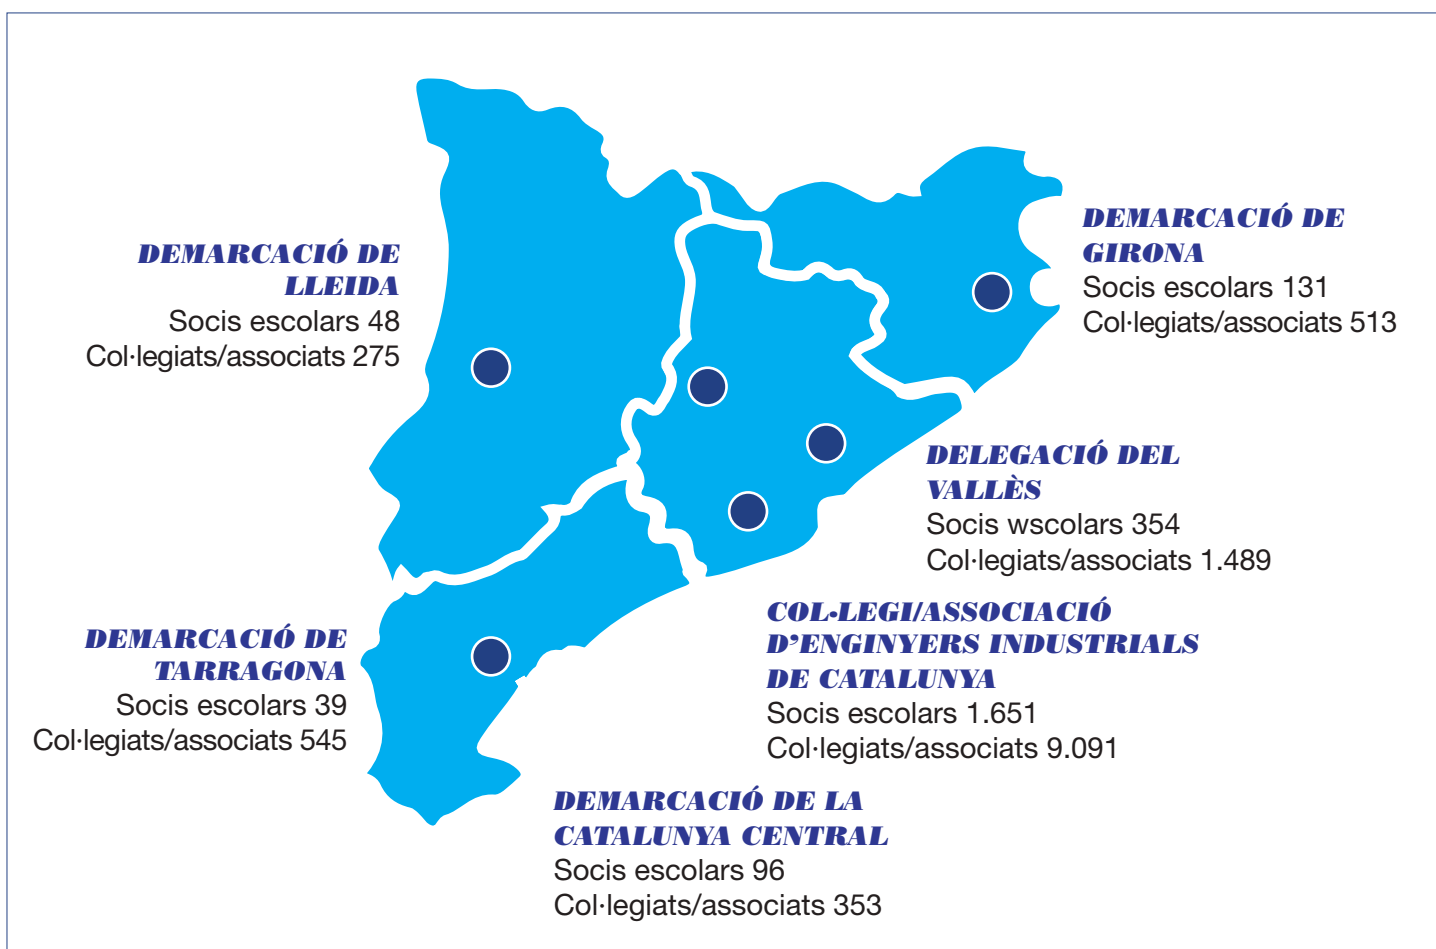 DEMARCACIÓ DE
LLEIDA
Socis escolars 48
Col·legiats/associats 275
DEMARCACIÓ DE
GIRONA
Socis escolars 131
Col·legiats/associats 513
DELEGACIÓ DEL
VALLÈS
Socis wscolars 354
Col·legiats/associats 1.489
COL·LEGI/ASSOCIACIÓ
D’ENGINYERS INDUSTRIALS
DE CATALUNYA
Socis escolars 1.651
Col·legiats/associats 9.091
DEMARCACIÓ DE
TARRAGONA
Socis escolars 39
Col·legiats/associats 545
DEMARCACIÓ DE LA
CATALUNYA CENTRAL
Socis escolars 96
Col·legiats/associats 353